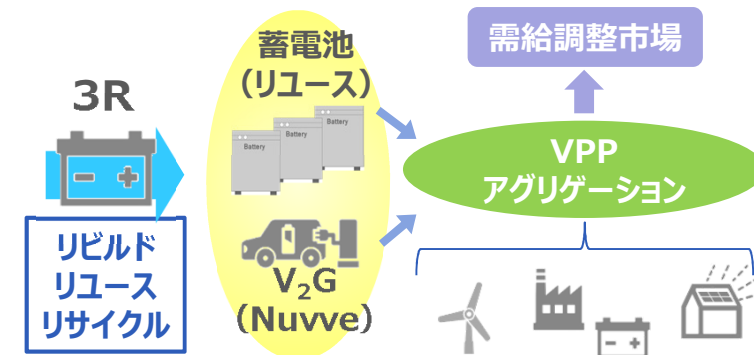 3R
リビルド
リユース
リサイクル
蓄電池
（リユース）
Battery
Battery
Battery
V₂G
（Nuvve）
需給調整市場
VPP
アグリゲーション